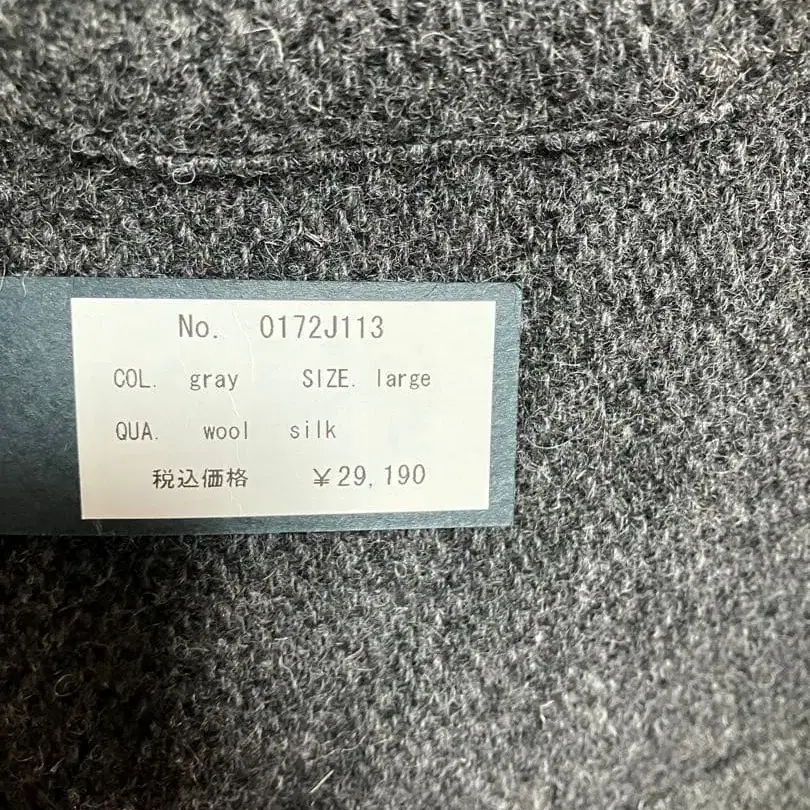 No. 0172J113
COL. gray SIZE. large
QUA. wool silk
税込価格 ¥29,190